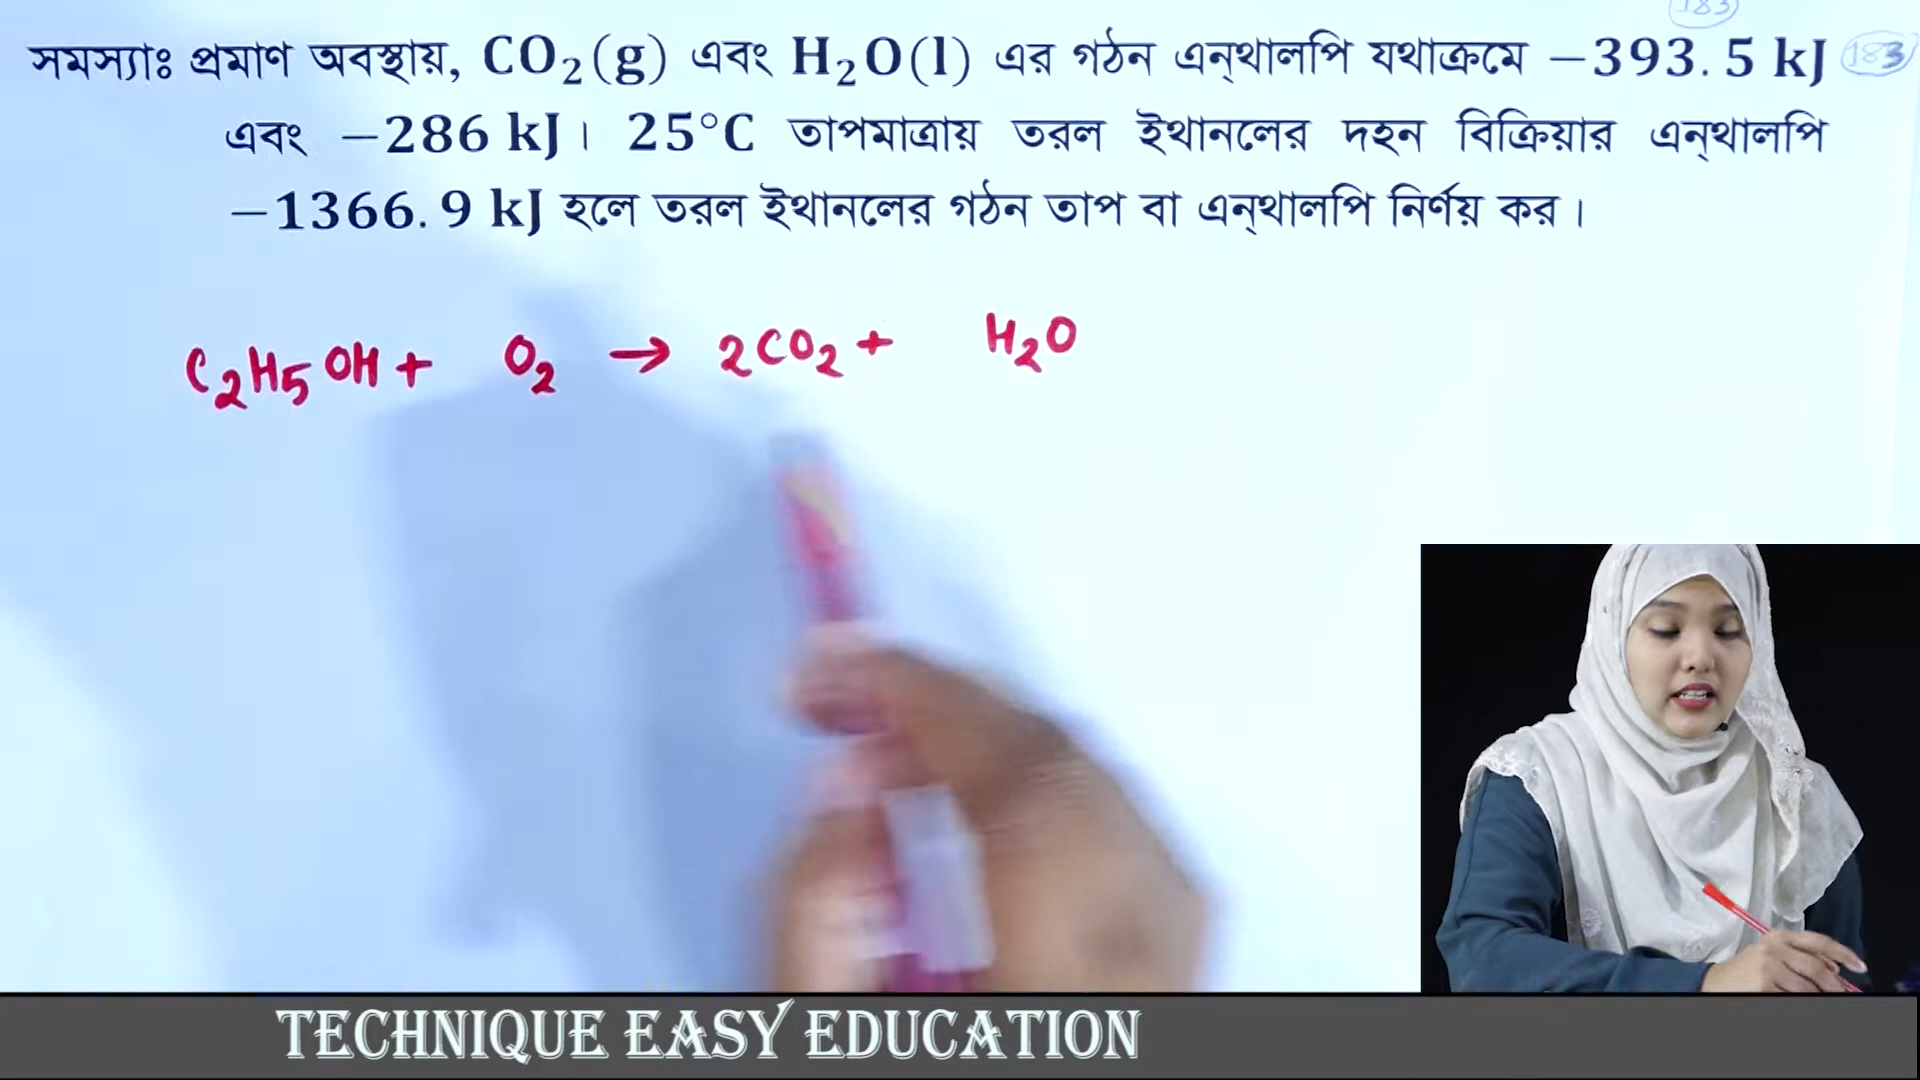 183
সমস্যাঃ প্রমাণ অবস্থায়, CO₂(g) এবং H₂O(l) এর গঠন এন্‌থালপি যথাক্রমে −393.5 kJ 183
এবং −286 kJ। 25°C তাপমাত্রায় তরল ইথানলের দহন বিক্রিয়ার এন্‌থালপি
−1366.9 kJ হলে তরল ইথানলের গঠন তাপ বা এন্‌থালপি নির্ণয় কর।
C₂H₅OH + O₂ → 2CO₂ + H₂O
TECHNIQUE EASY EDUCATION